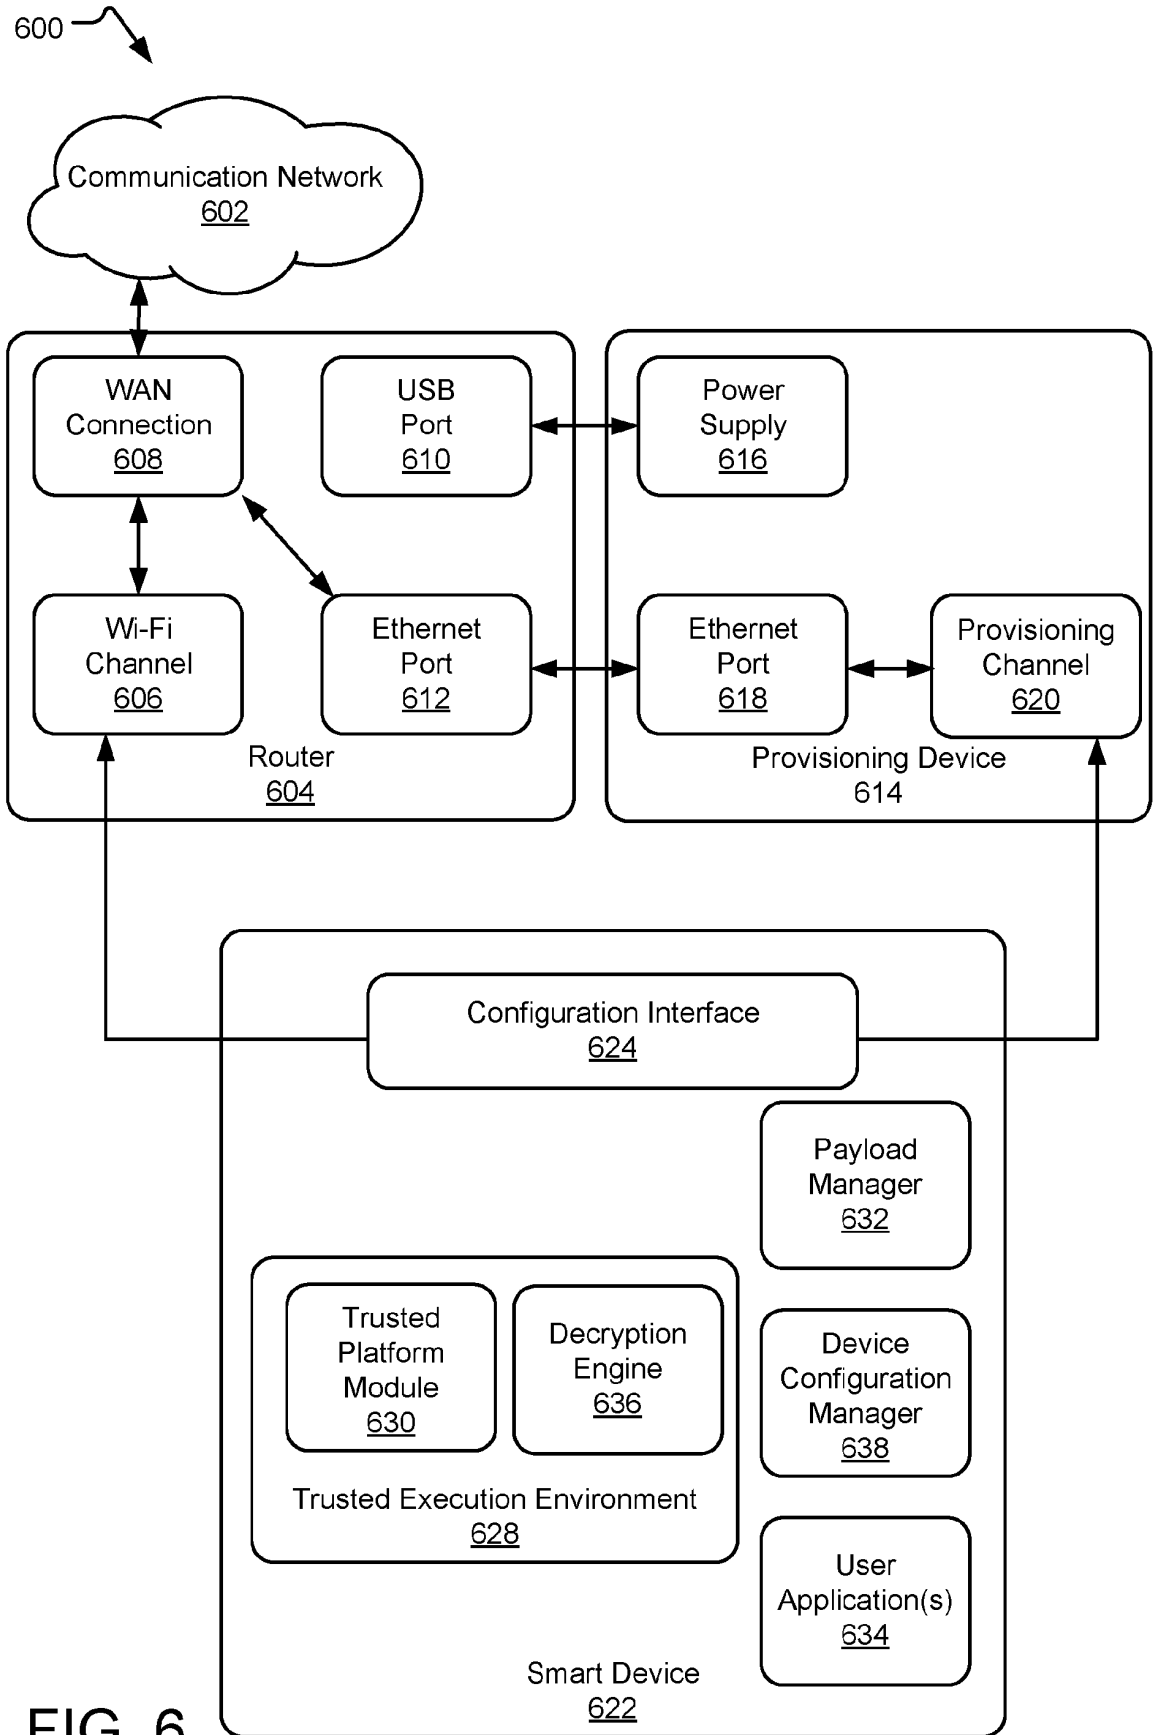 600
Communication Network
602
WAN
Connection
608
USB
Port
610
Power
Supply
616
Wi-Fi
Channel
606
Ethernet
Port
612
Ethernet
Port
618
Provisioning
Channel
620
Router
604
Provisioning Device
614
Configuration Interface
624
Payload
Manager
632
Trusted
Platform
Module
630
Decryption
Engine
636
Device
Configuration
Manager
638
Trusted Execution Environment
628
User
Application(s)
634
Smart Device
622
FIG. 6